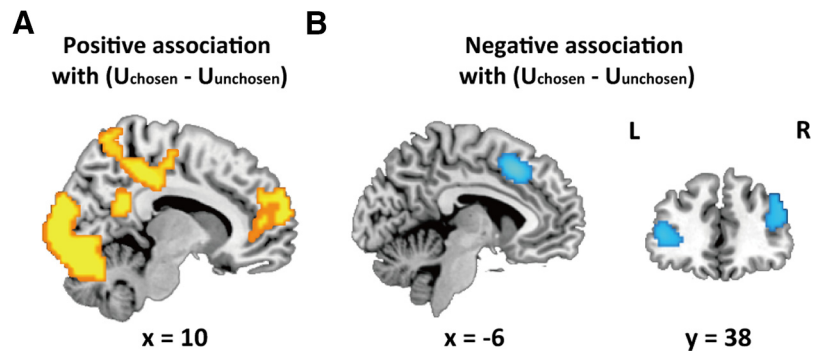 A
Positive association
with (Uchosen - Uunchosen)
B
Negative association
with (Uchosen - Uunchosen)
L
R
x = 10
x = -6
y = 38